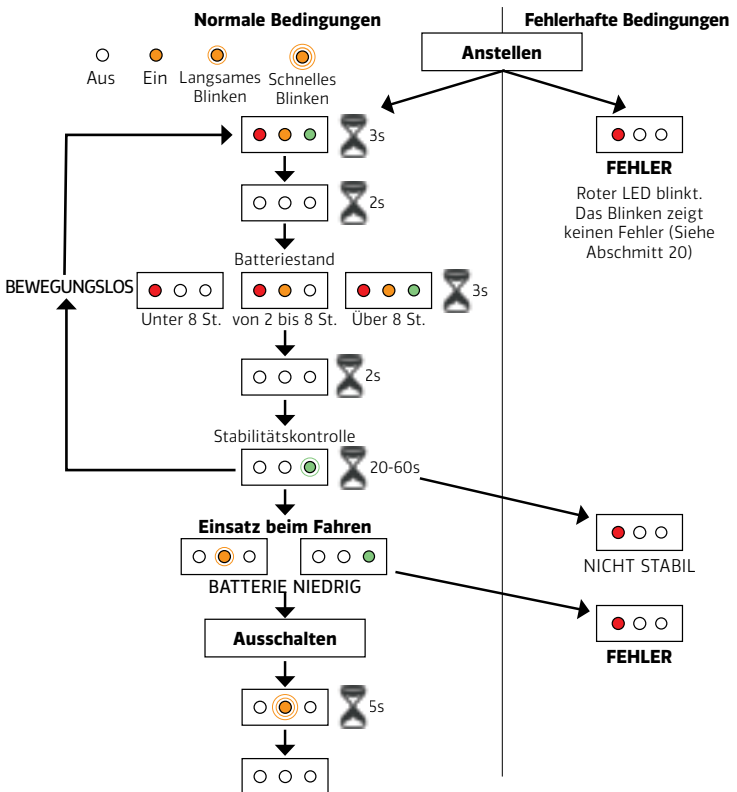 Normale Bedingungen
Fehlerhafte Bedingungen
Anstellen
Aus
Ein
Langsames
Blinken
Schnelles
Blinken
3s
FEHLER
Roter LED blinkt.
Das Blinken zeigt
keinen Fehler (Siehe
Abschmitt 20)
2s
Batteriestand
BEWEGUNGSLOS
3s
Unter 8 St.
von 2 bis 8 St.
Über 8 St.
2s
Stabilitätskontrolle
20-60s
Einsatz beim Fahren
BATTERIE NIEDRIG
NICHT STABIL
Ausschalten
FEHLER
5s